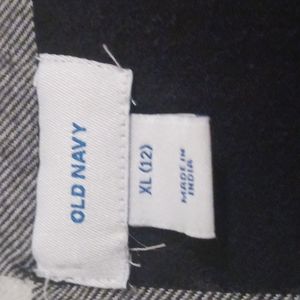 OLD NAVY
XL (12)
MADE IN
INDIA